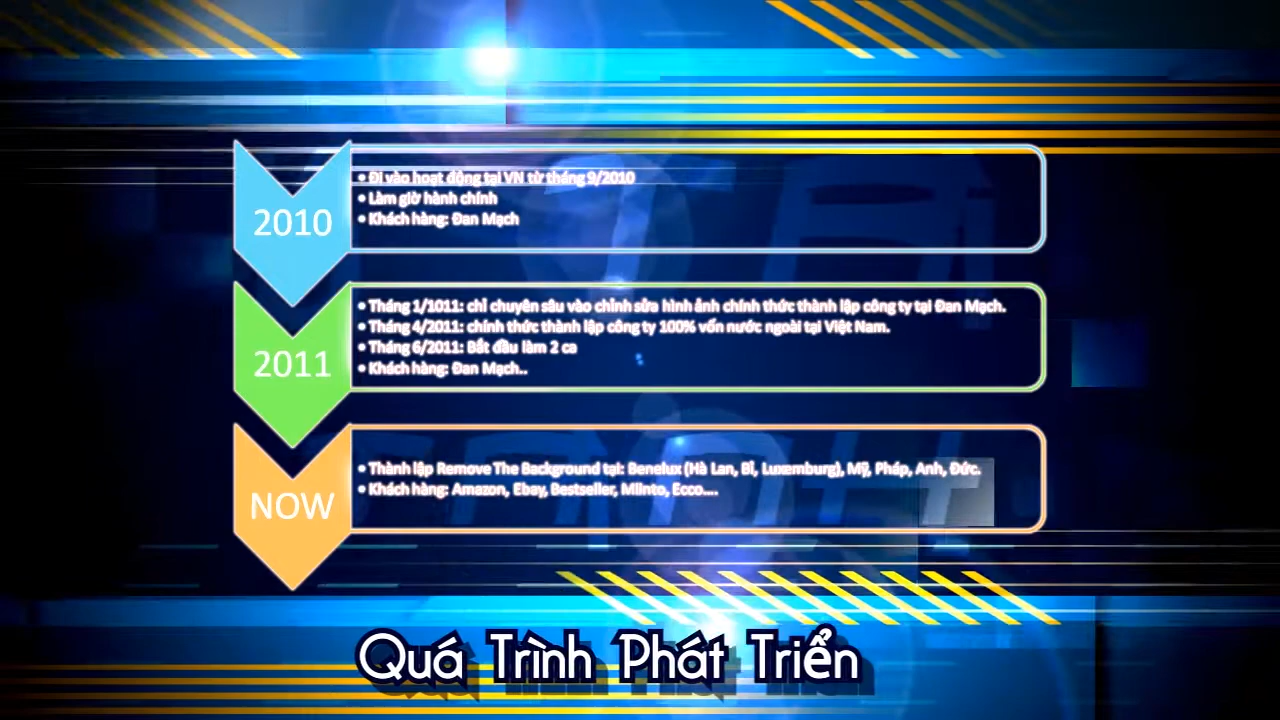 2010
• Đi vào hoạt động tại VN từ tháng 9/2010
• Làm giờ hành chính
• Khách hàng: Đan Mạch
2011
• Tháng 1/1011: chỉ chuyên sâu vào chỉnh sửa hình ảnh chính thức thành lập công ty tại Đan Mạch.
• Tháng 4/2011: chính thức thành lập công ty 100% vốn nước ngoài tại Việt Nam.
• Tháng 6/2011: Bắt đầu làm 2 ca
• Khách hàng: Đan Mạch..
NOW
• Thành lập Remove The Background tại: Benelux (Hà Lan, Bỉ, Luxemburg), Mỹ, Pháp, Anh, Đức.
• Khách hàng: Amazon, Ebay, Bestseller, Miinto, Ecco....
Quá Trình Phát Triển